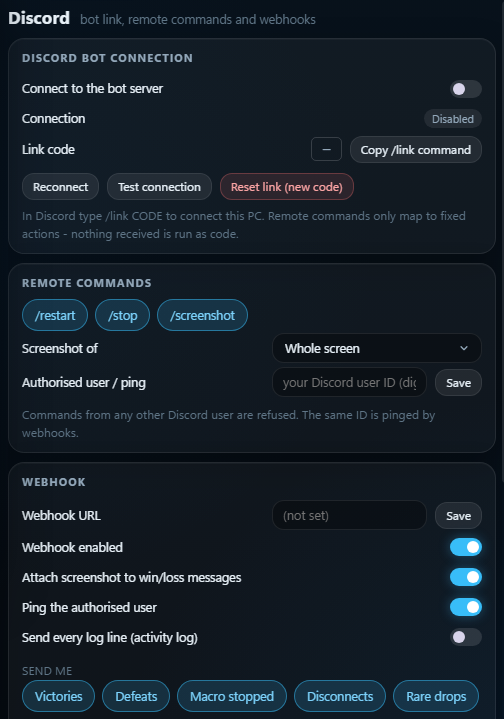 Discord bot link, remote commands and webhooks
DISCORD BOT CONNECTION
Connect to the bot server
Connection Disabled
Link code — Copy /link command
Reconnect Test connection Reset link (new code)
In Discord type /link CODE to connect this PC. Remote commands only map to fixed
actions - nothing received is run as code.
REMOTE COMMANDS
/restart /stop /screenshot
Screenshot of Whole screen
Authorised user / ping your Discord user ID (dig Save
Commands from any other Discord user are refused. The same ID is pinged by
webhooks.
WEBHOOK
Webhook URL (not set) Save
Webhook enabled
Attach screenshot to win/loss messages
Ping the authorised user
Send every log line (activity log)
SEND ME
Victories Defeats Macro stopped Disconnects Rare drops